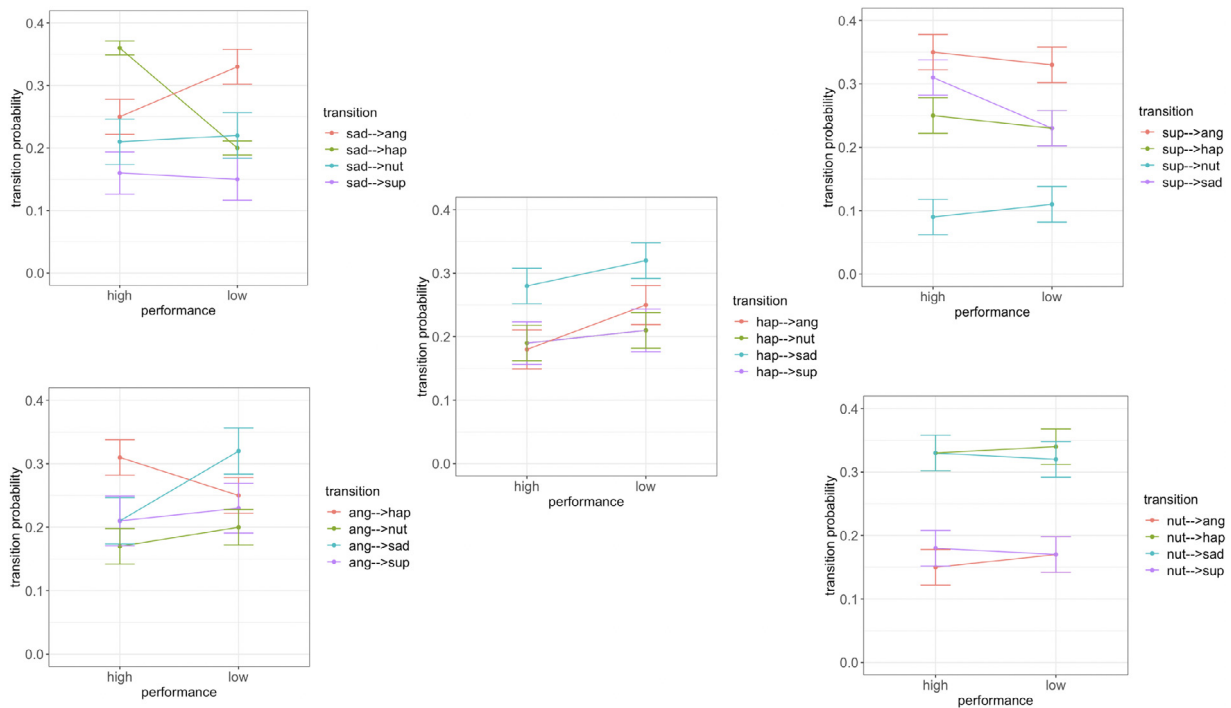 0.4
0.3
0.2
0.1
0.0
transition probability
high
low
performance
transition
sad-->ang
sad-->hap
sad-->nut
sad-->sup
0.4
0.3
0.2
0.1
0.0
transition probability
high
low
performance
transition
sup-->ang
sup-->hap
sup-->nut
sup-->sad
0.4
0.3
0.2
0.1
0.0
transition probability
high
low
performance
transition
hap-->ang
hap-->nut
hap-->sad
hap-->sup
0.4
0.3
0.2
0.1
0.0
transition probability
high
low
performance
transition
ang-->hap
ang-->nut
ang-->sad
ang-->sup
0.4
0.3
0.2
0.1
0.0
transition probability
high
low
performance
transition
nut-->ang
nut-->hap
nut-->sad
nut-->sup